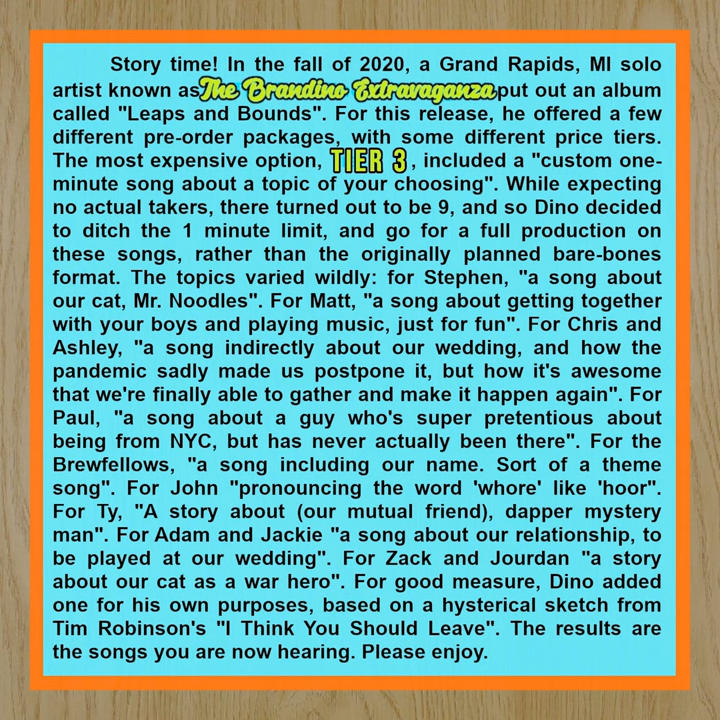 Story time! In the fall of 2020, a Grand Rapids, MI solo
artist known as The Brandino Extravaganza put out an album
called "Leaps and Bounds". For this release, he offered a few
different pre-order packages, with some different price tiers.
The most expensive option, TIER 3, included a "custom one-
minute song about a topic of your choosing". While expecting
no actual takers, there turned out to be 9, and so Dino decided
to ditch the 1 minute limit, and go for a full production on
these songs, rather than the originally planned bare-bones
format. The topics varied wildly: for Stephen, "a song about
our cat, Mr. Noodles". For Matt, "a song about getting together
with your boys and playing music, just for fun". For Chris and
Ashley, "a song indirectly about our wedding, and how the
pandemic sadly made us postpone it, but how it's awesome
that we're finally able to gather and make it happen again". For
Paul, "a song about a guy who's super pretentious about
being from NYC, but has never actually been there". For the
Brewfellows, "a song including our name. Sort of a theme
song". For John "pronouncing the word 'whore' like 'hoor".
For Ty, "A story about (our mutual friend), dapper mystery
man". For Adam and Jackie "a song about our relationship, to
be played at our wedding". For Zack and Jourdan "a story
about our cat as a war hero". For good measure, Dino added
one for his own purposes, based on a hysterical sketch from
Tim Robinson's "I Think You Should Leave". The results are
the songs you are now hearing. Please enjoy.